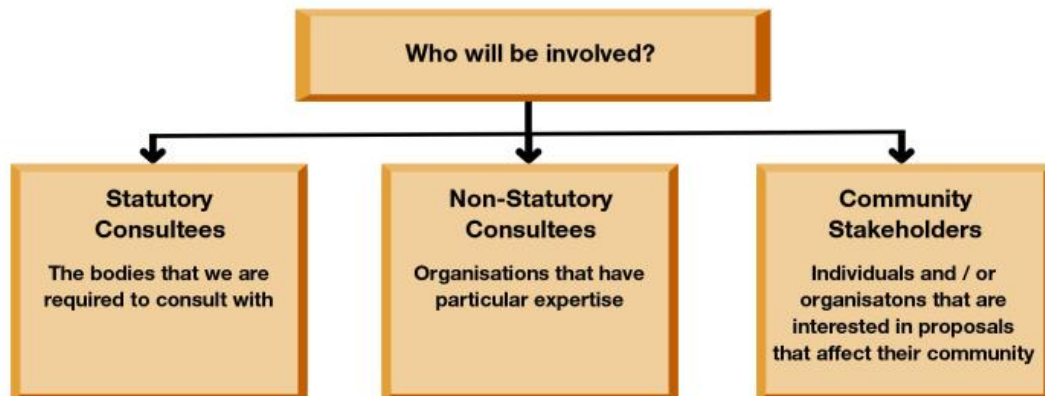 Who will be involved?
Statutory
Consultees
The bodies that we are
required to consult with
Non-Statutory
Consultees
Organisations that have
particular expertise
Community
Stakeholders
Individuals and / or
organisatons that are
interested in proposals
that affect their community